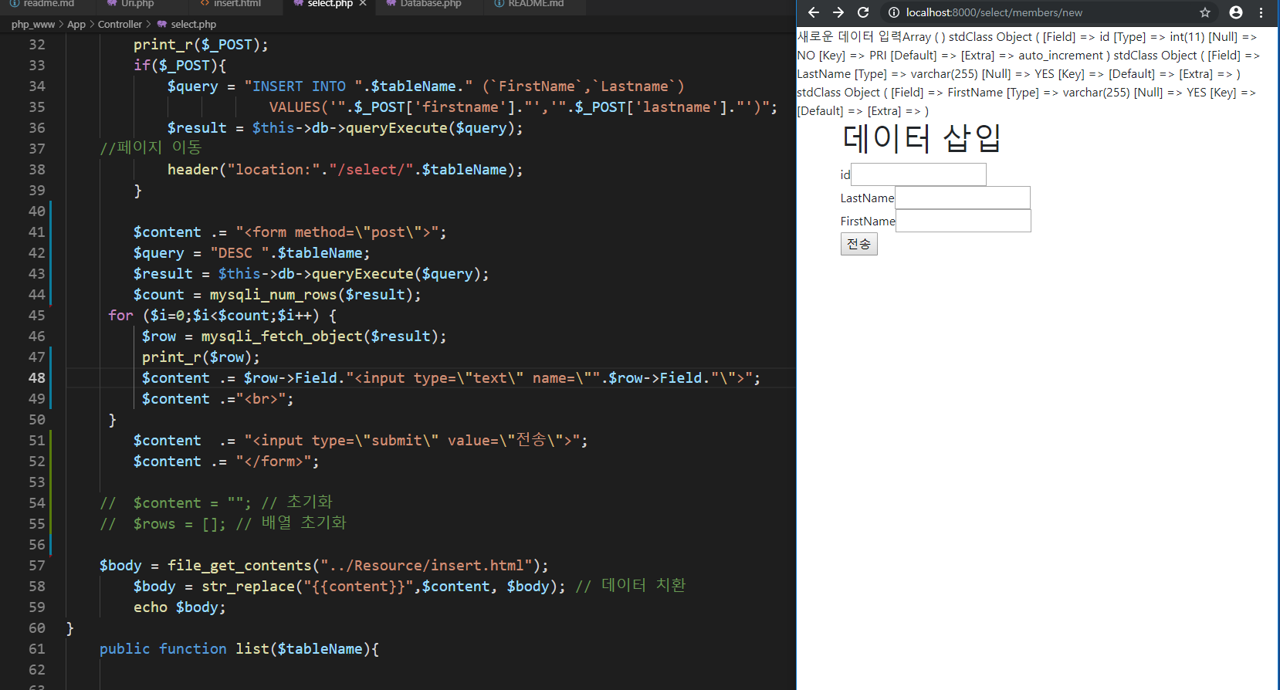 readme.md Uri.php insert.html select.php Database.php README.md
php_www > App > Controller > select.php
32 print_r($_POST);
33 if($_POST){
34 $query = "INSERT INTO ".$tableName." (`FirstName`,`Lastname`)
35 VALUES('".$_POST['firstname']."','".$_POST['lastname']."')";
36 $result = $this->db->queryExecute($query);
37 //페이지 이동
38 header("location:"."/select/".$tableName);
39 }
40
41 $content .= "<form method=\"post\">";
42 $query = "DESC ".$tableName;
43 $result = $this->db->queryExecute($query);
44 $count = mysqli_num_rows($result);
45 for ($i=0;$i<$count;$i++) {
46 $row = mysqli_fetch_object($result);
47 print_r($row);
48 $content .= $row->Field."<input type=\"text\" name=\"".$row->Field."\">";
49 $content .="<br>";
50 }
51 $content  .= "<input type=\"submit\" value=\"전송\">";
52 $content .= "</form>";
53
54 //  $content = ""; // 초기화
55 //  $rows = []; // 배열 초기화
56
57 $body = file_get_contents("../Resource/insert.html");
58 $body = str_replace("{{content}}",$content, $body); // 데이터 치환
59 echo $body;
60 }
61 public function list($tableName){
62
63
localhost:8000/select/members/new
새로운 데이터 입력Array ( ) stdClass Object ( [Field] => id [Type] => int(11) [Null] =>
NO [Key] => PRI [Default] => [Extra] => auto_increment ) stdClass Object ( [Field] =>
LastName [Type] => varchar(255) [Null] => YES [Key] => [Default] => [Extra] => )
stdClass Object ( [Field] => FirstName [Type] => varchar(255) [Null] => YES [Key] =>
[Default] => [Extra] => )
데이터 삽입
id
LastName
FirstName
전송